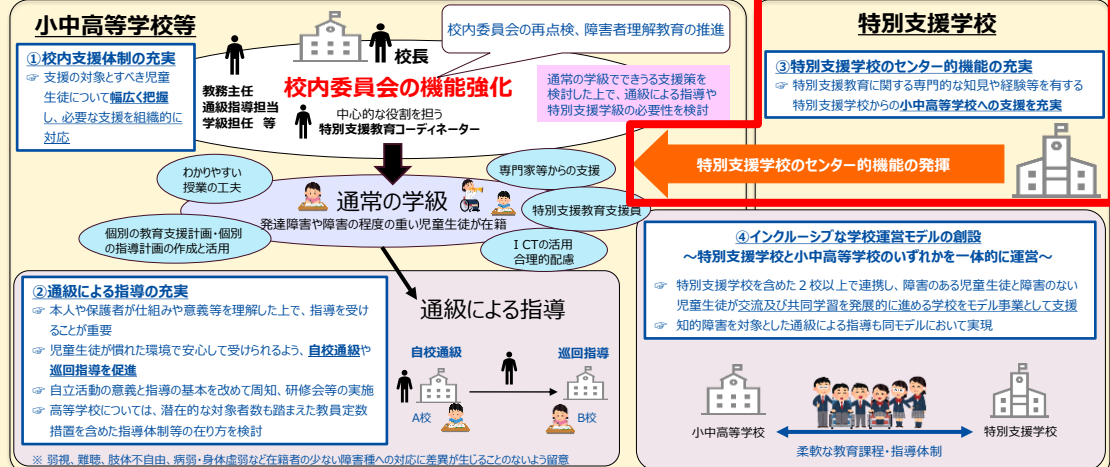 小中高等学校等
①校内支援体制の充実
☞ 支援の対象とすべき児童
生徒について幅広く把握
し、必要な支援を組織的に
対応
校長
教務主任
通級指導担当
学級担任 等
校内委員会の再点検、障害者理解教育の推進
校内委員会の機能強化
中心的な役割を担う
特別支援教育コーディネーター
通常の学級でできうる支援策を
検討した上で、通級による指導や
特別支援学級の必要性を検討
わかりやすい
授業の工夫
専門家等からの支援
通常の学級
発達障害や障害の程度の重い児童生徒が在籍
特別支援教育支援員
個別の教育支援計画・個別
の指導計画の作成と活用
ＩＣＴの活用
合理的配慮
②通級による指導の充実
☞ 本人や保護者が仕組みや意義等を理解した上で、指導を受け
ることが重要
☞ 児童生徒が慣れた環境で安心して受けられるよう、自校通級や
巡回指導を促進
☞ 自立活動の意義と指導の基本を改めて周知、研修会等の実施
☞ 高等学校については、潜在的な対象者数も踏まえた教員定数
措置を含めた指導体制等の在り方を検討
通級による指導
自校通級
巡回指導
A校
B校
※ 弱視、難聴、肢体不自由、病弱・身体虚弱など在籍者の少ない障害種への対応に差異が生じることのないよう留意
特別支援学校
③特別支援学校のセンター的機能の充実
☞ 特別支援教育に関する専門的な知見や経験等を有する
特別支援学校からの小中高等学校への支援を充実
特別支援学校のセンター的機能の発揮
④インクルーシブな学校運営モデルの創設
～特別支援学校と小中高等学校のいずれかを一体的に運営～
☞ 特別支援学校を含めた２校以上で連携し、障害のある児童生徒と障害のない
児童生徒が交流及び共同学習を発展的に進める学校をモデル事業として支援
☞ 知的障害を対象とした通級による指導も同モデルにおいて実現
小中高等学校
特別支援学校
柔軟な教育課程・指導体制